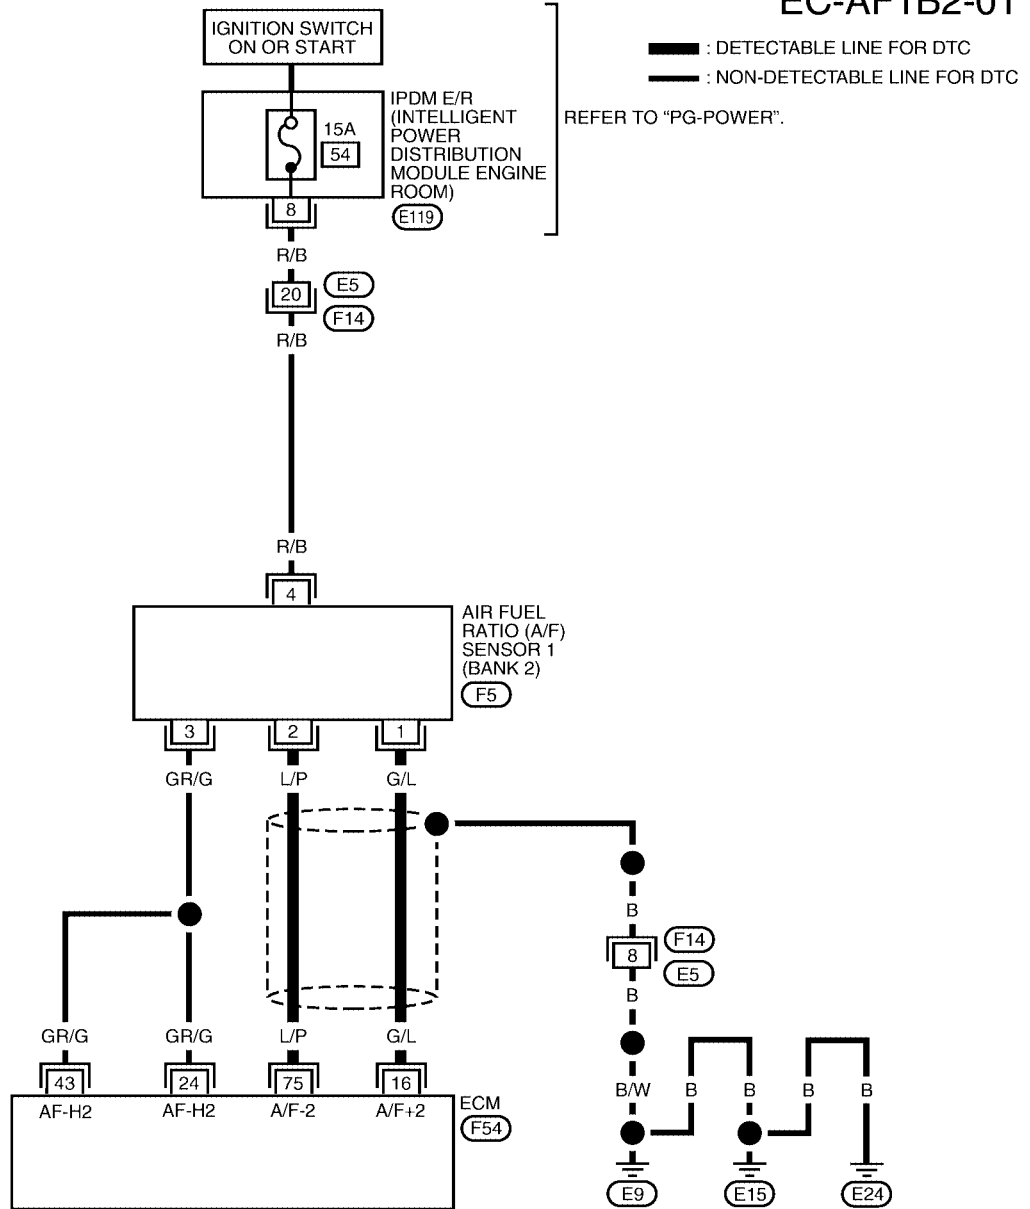 EC-AF1B2-01
IGNITION SWITCH
ON OR START
: DETECTABLE LINE FOR DTC
: NON-DETECTABLE LINE FOR DTC
IPDM E/R
(INTELLIGENT
POWER
DISTRIBUTION
MODULE ENGINE
ROOM)
E119
REFER TO “PG-POWER”.
15A
54
8
R/B
20
E5
F14
R/B
R/B
4
AIR FUEL
RATIO (A/F)
SENSOR 1
(BANK 2)
F5
3 2 1
GR/G L/P G/L
B
8
F14
E5
B
GR/G GR/G L/P G/L
43 24 75 16
AF-H2 AF-H2 A/F-2 A/F+2
ECM
F54
B/W B B B B
E9 E15 E24